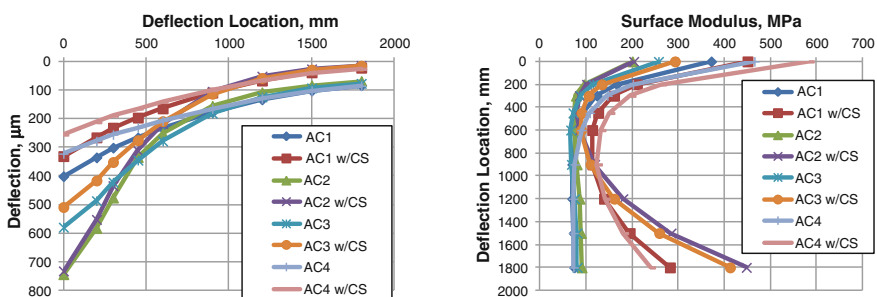 Deflection Location, mm
0 500 1000 1500 2000
Deflection, µm
0
100
200
300
400
500
600
700
800
AC1
AC1 w/CS
AC2
AC2 w/CS
AC3
AC3 w/CS
AC4
AC4 w/CS
Surface Modulus, MPa
0 100 200 300 400 500 600 700
Deflection Location, mm
0
200
400
600
800
1000
1200
1400
1600
1800
2000
AC1
AC1 w/CS
AC2
AC2 w/CS
AC3
AC3 w/CS
AC4
AC4 w/CS